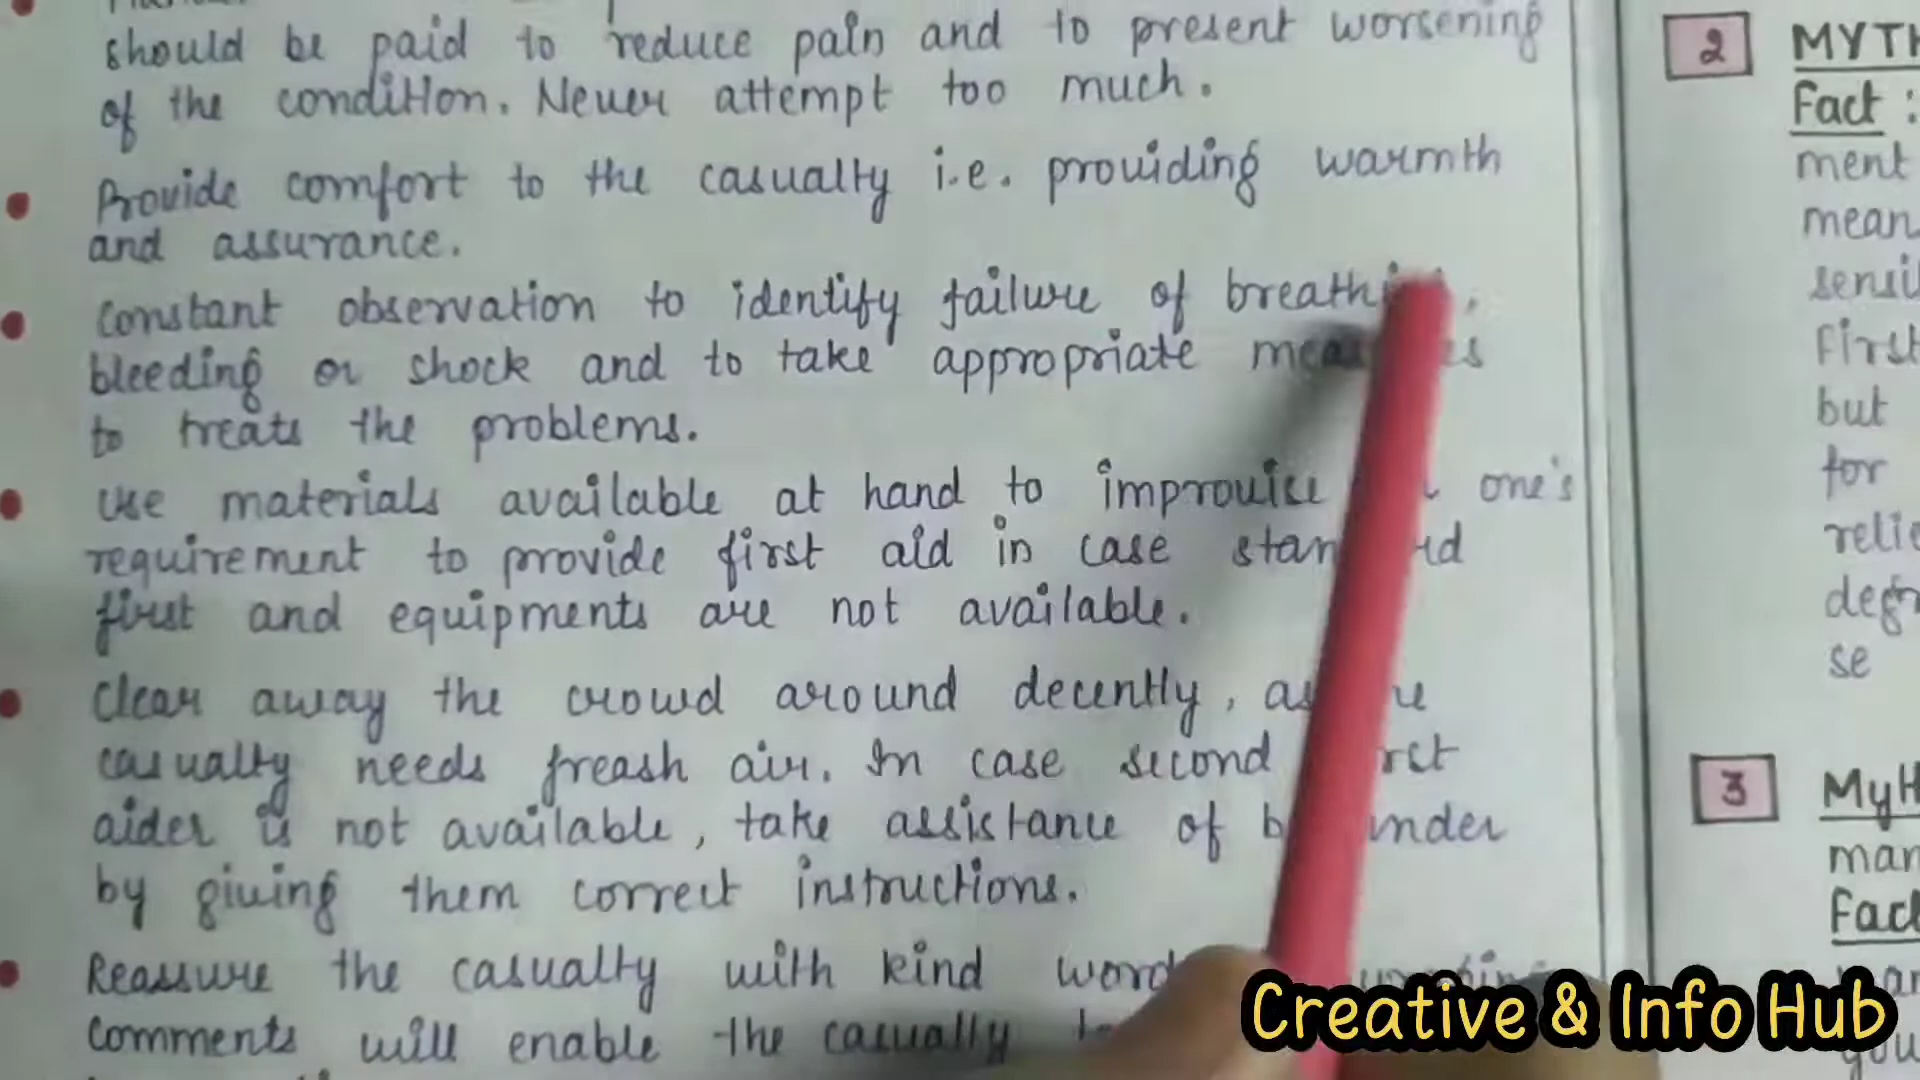 should be paid to reduce pain and to present worsening
of the condition. Never attempt too much.
Provide comfort to the casualty i.e. providing warmth
and assurance.
Constant observation to identify failure of
bleeding or shock and to take appropriate
to treats the problems.
Use materials available at hand to improvise one's
requirement to provide first aid in case
first and equipments are not available.
Clear away the crowd around decently,
casualty needs freash air. In case second
aider is not available, take assistance of
by giving them correct instructions.
Reassure the casualty with kind
comments will enable the casualty
2
Fact :
ment
but
for
se
3
Creative & Info Hub